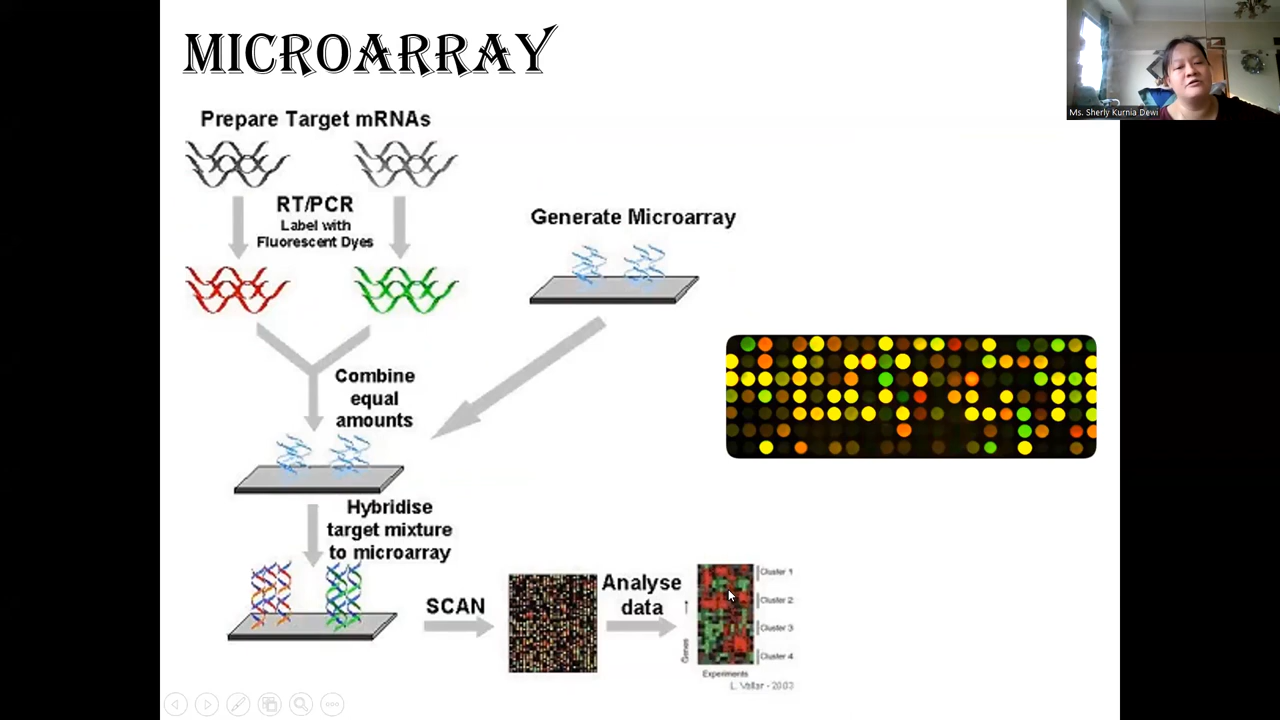 MICROARRAY
Ms. Sherly Kurnia Dewi
Prepare Target mRNAs
RT/PCR
Label with
Fluorescent Dyes
Generate Microarray
Combine
equal
amounts
Hybridise
target mixture
to microarray
SCAN
Analyse
data
Genes
Cluster 1
Cluster 2
Cluster 3
Cluster 4
Experiments
L. Vallar - 2003